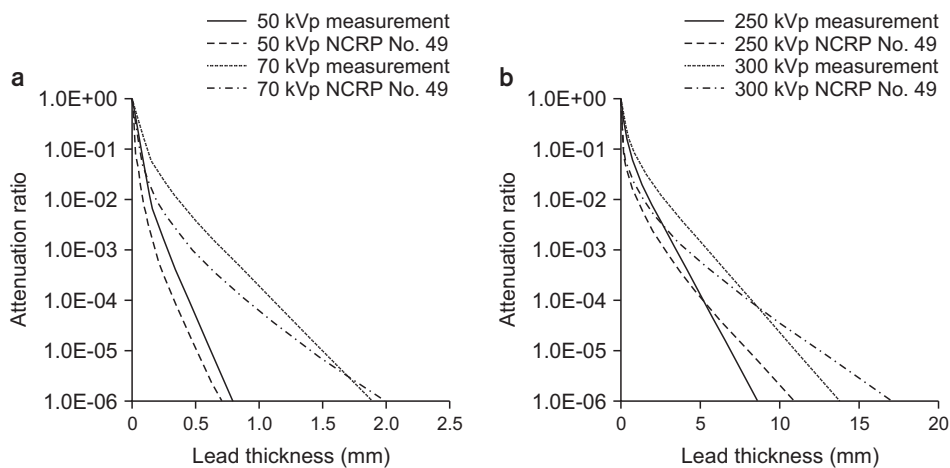 a
50 kVp measurement
50 kVp NCRP No. 49
70 kVp measurement
70 kVp NCRP No. 49
Attenuation ratio
1.0E+00
1.0E-01
1.0E-02
1.0E-03
1.0E-04
1.0E-05
1.0E-06
0 0.5 1.0 1.5 2.0 2.5
Lead thickness (mm)
b
250 kVp measurement
250 kVp NCRP No. 49
300 kVp measurement
300 kVp NCRP No. 49
Attenuation ratio
1.0E+00
1.0E-01
1.0E-02
1.0E-03
1.0E-04
1.0E-05
1.0E-06
0 5 10 15 20
Lead thickness (mm)